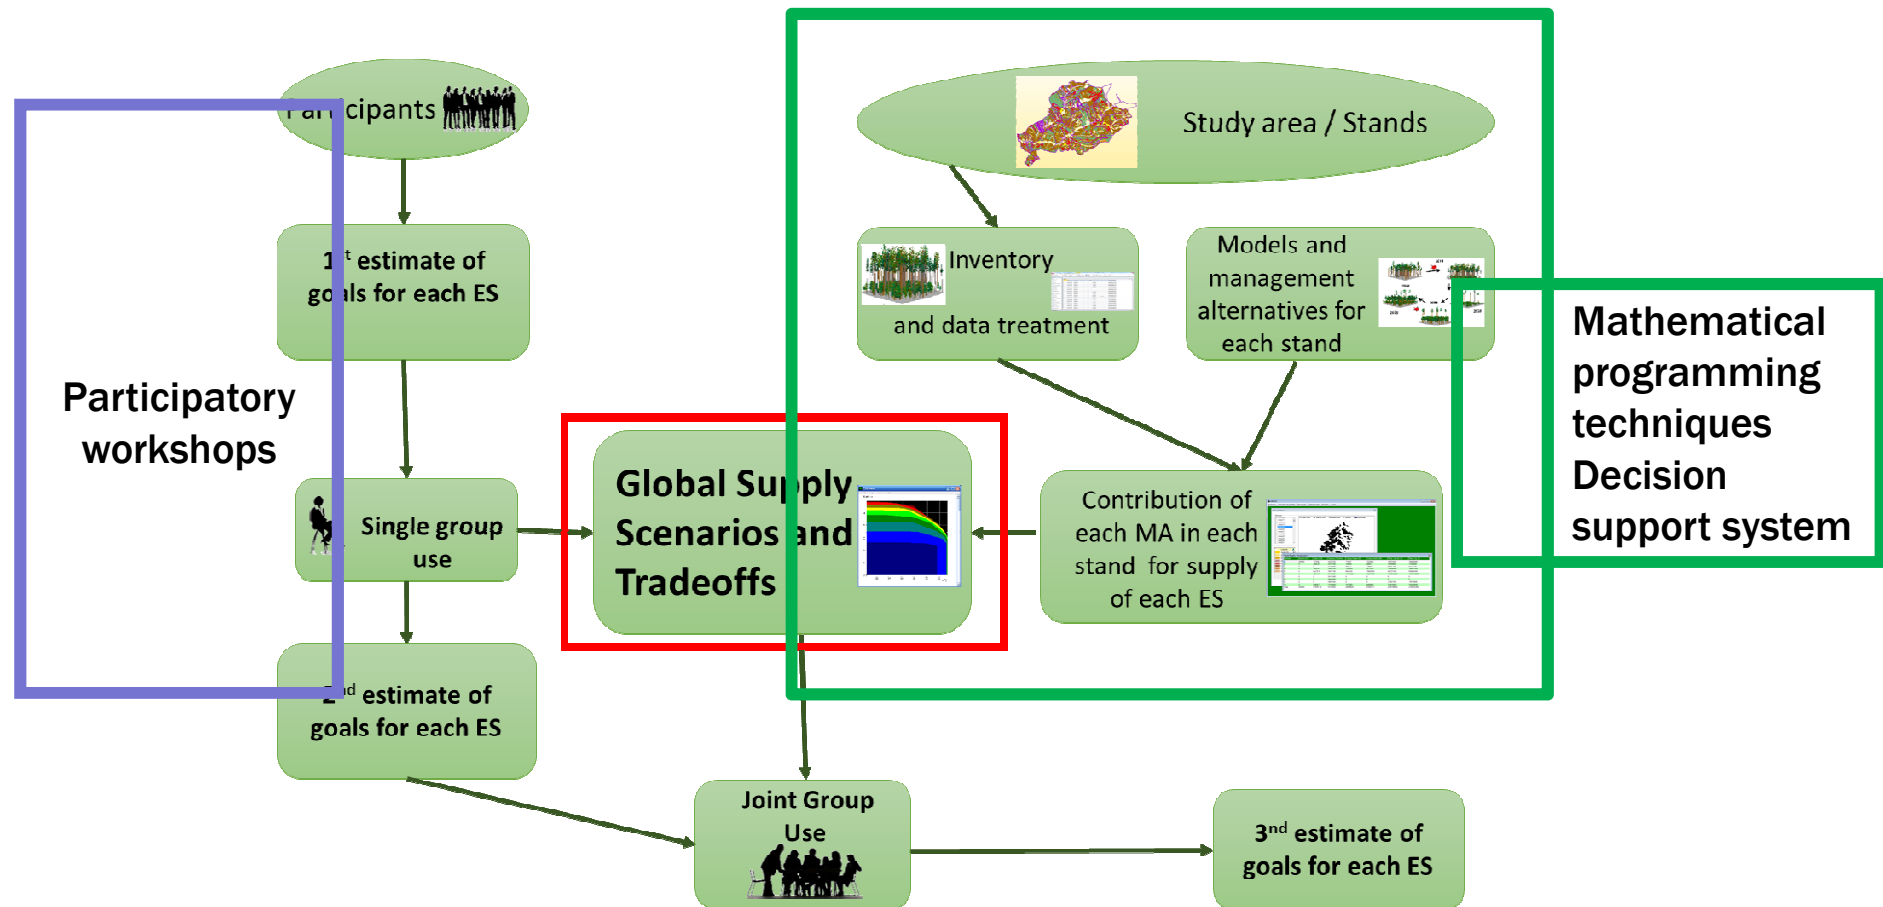 Participants
Study area / Stands
1st estimate of
goals for each ES
Inventory
and data treatment
Models and
management
alternatives for
each stand
Mathematical
programming
techniques
Decision
support system
Participatory
workshops
Global Supply
Scenarios and
Tradeoffs
Contribution of
each MA in each
stand for supply
of each ES
Single group
use
2nd estimate of
goals for each ES
Joint Group
Use
3nd estimate of
goals for each ES